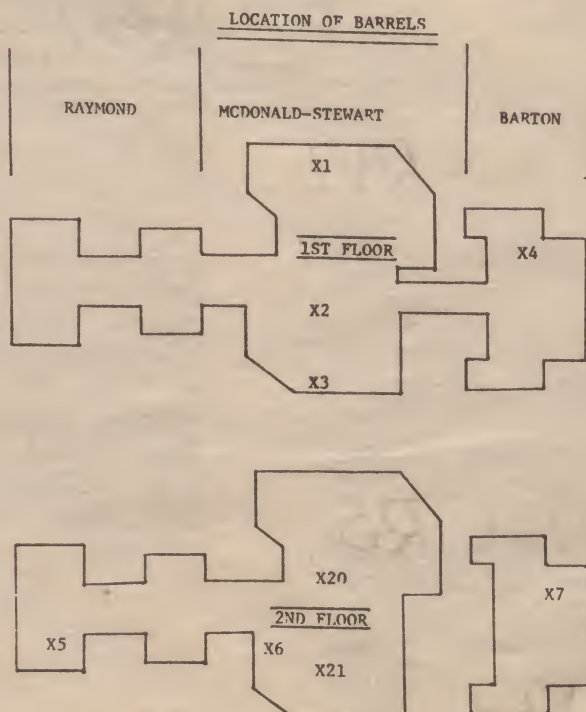 LOCATION OF BARRELS
RAYMOND MCDONALD-STEWART BARTON
X1
1ST FLOOR X4
X2
X3
X20 X7
2ND FLOOR
X5 X6
X21